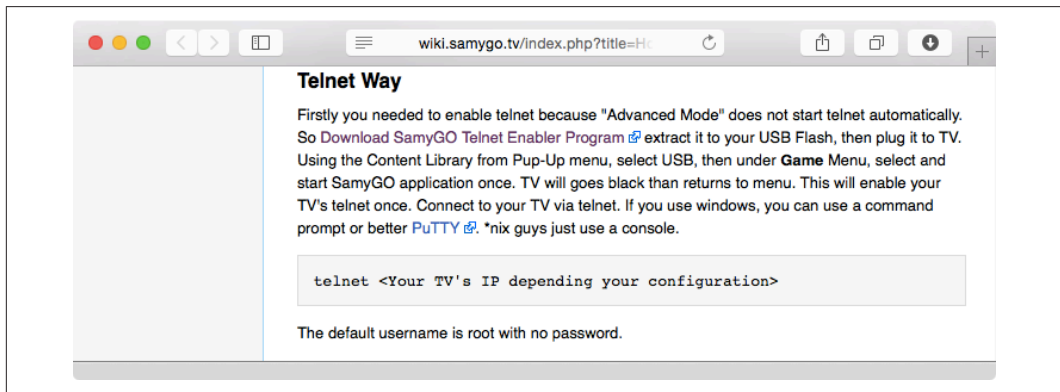 wiki.samygo.tv/index.php?title=Ho
Telnet Way
Firstly you needed to enable telnet because "Advanced Mode" does not start telnet automatically.
So Download SamyGO Telnet Enabler Program extract it to your USB Flash, then plug it to TV.
Using the Content Library from Pup-Up menu, select USB, then under Game Menu, select and
start SamyGO application once. TV will goes black than returns to menu. This will enable your
TV's telnet once. Connect to your TV via telnet. If you use windows, you can use a command
prompt or better PuTTY. *nix guys just use a console.
telnet <Your TV's IP depending your configuration>
The default username is root with no password.